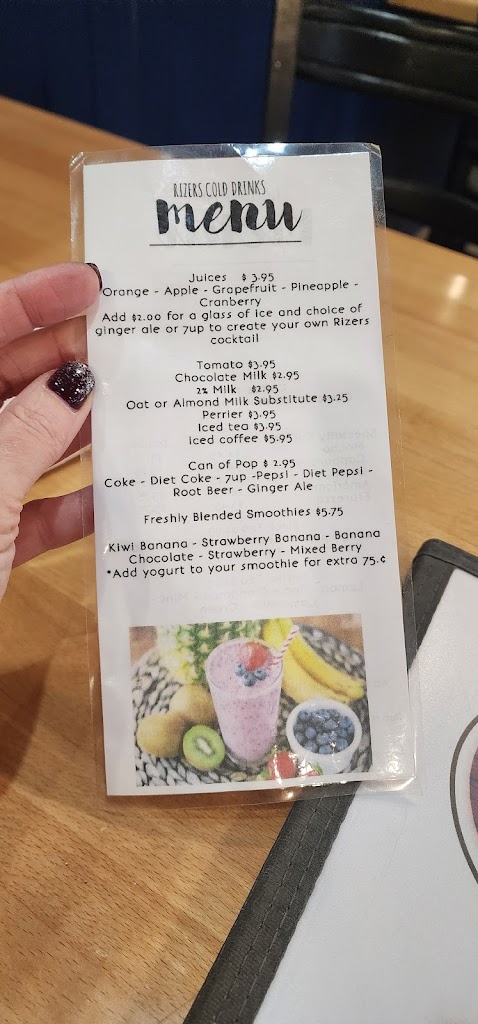 RIZERS COLD DRINKS
menu
Juices $ 3.95
Orange - Apple - Grapefruit - Pineapple -
Cranberry
Add $2.00 for a glass of ice and choice of
ginger ale or 7up to create your own Rizers
cocktail
Tomato $3.95
Chocolate Milk $2.95
2% Milk $2.95
Oat or Almond Milk Substitute $3.25
Perrier $3.95
Iced tea $3.95
iced coffee $5.95
Can of Pop $ 2.95
Coke - Diet Coke - 7up -Pepsi - Diet Pepsi -
Root Beer - Ginger Ale
Freshly Blended Smoothies $5.75
Kiwi Banana - Strawberry Banana - Banana
Chocolate - Strawberry - Mixed Berry
*Add yogurt to your smoothie for extra 75.¢